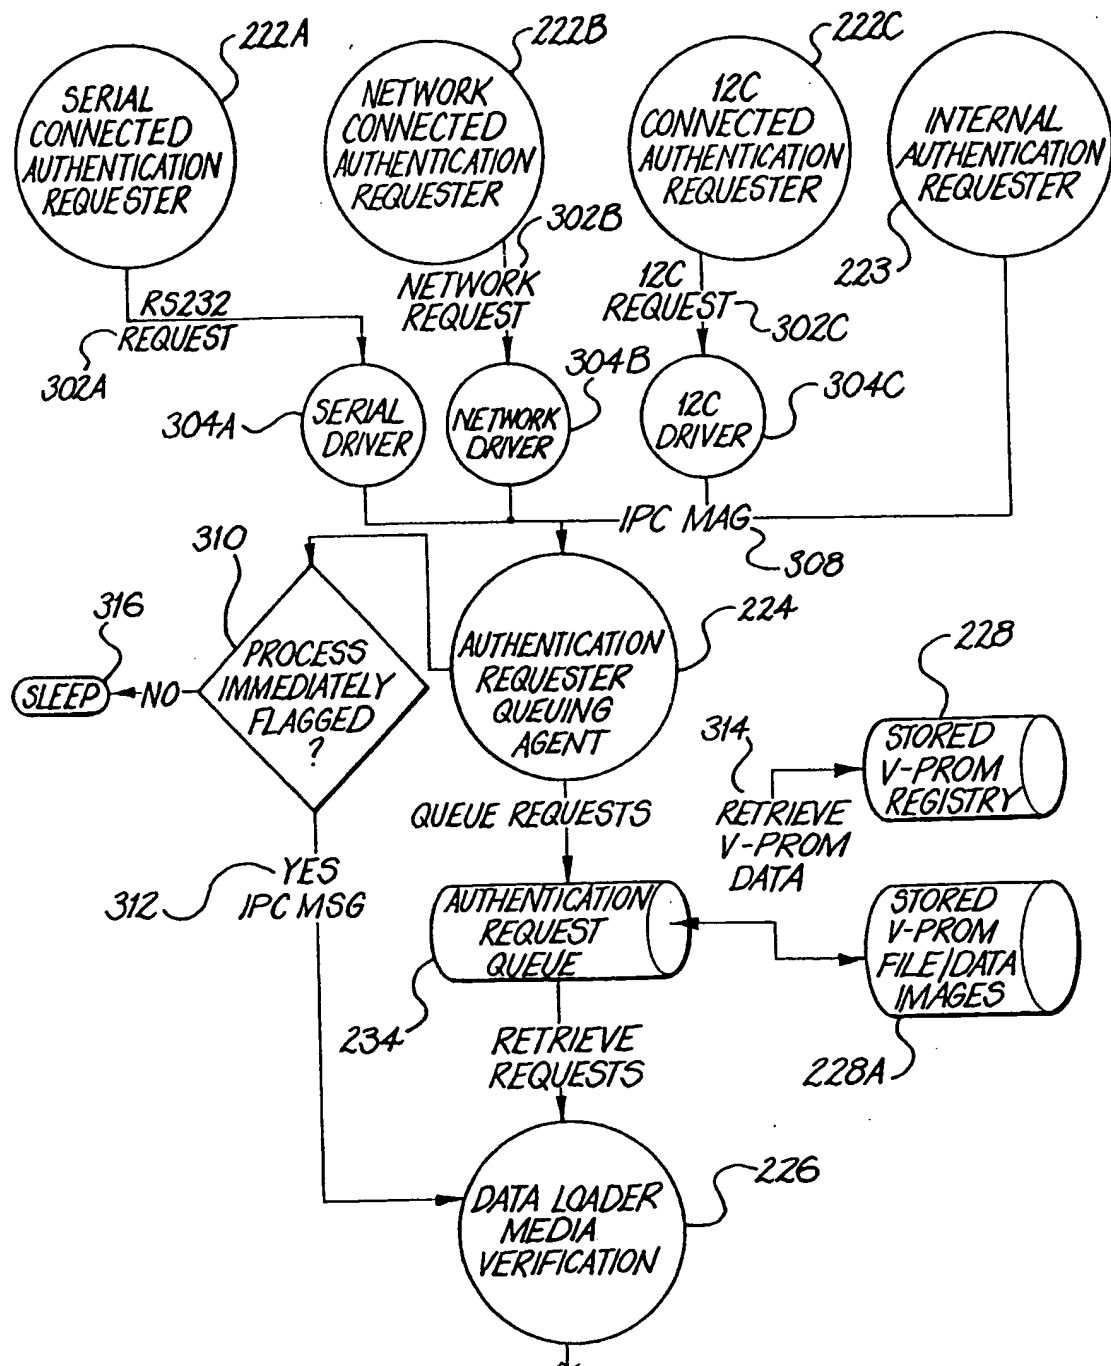 222A
222B
222C
SERIAL
CONNECTED
AUTHENTICATION
REQUESTER
NETWORK
CONNECTED
AUTHENTICATION
REQUESTER
12C
CONNECTED
AUTHENTICATION
REQUESTER
INTERNAL
AUTHENTICATION
REQUESTER
223
RS232
REQUEST
302A
302B
NETWORK
REQUEST
12C
REQUEST
302C
304A
SERIAL
DRIVER
304B
NETWORK
DRIVER
304C
12C
DRIVER
IPC MAG
308
310
316
SLEEP
NO
PROCESS
IMMEDIATELY
FLAGGED
?
224
AUTHENTICATION
REQUESTER
QUEUING
AGENT
228
STORED
V-PROM
REGISTRY
314
RETRIEVE
V-PROM
DATA
QUEUE REQUESTS
312
YES
IPC MSG
AUTHENTICATION
REQUEST
QUEUE
234
STORED
V-PROM
FILE/DATA
IMAGES
228A
RETRIEVE
REQUESTS
226
DATA LOADER
MEDIA
VERIFICATION